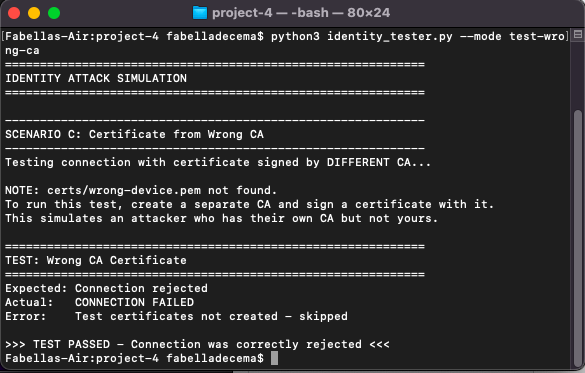 project-4 — -bash — 80×24
[Fabellas-Air:project-4 fabelladecema$ python3 identity_tester.py --mode test-wro]
ng-ca
============================================================
IDENTITY ATTACK SIMULATION
============================================================
------------------------------------------------------------
SCENARIO C: Certificate from Wrong CA
------------------------------------------------------------
Testing connection with certificate signed by DIFFERENT CA...
NOTE: certs/wrong-device.pem not found.
To run this test, create a separate CA and sign a certificate with it.
This simulates an attacker who has their own CA but not yours.
============================================================
TEST: Wrong CA Certificate
============================================================
Expected: Connection rejected
Actual:   CONNECTION FAILED
Error:    Test certificates not created - skipped
>>> TEST PASSED - Connection was correctly rejected <<<
Fabellas-Air:project-4 fabelladecema$